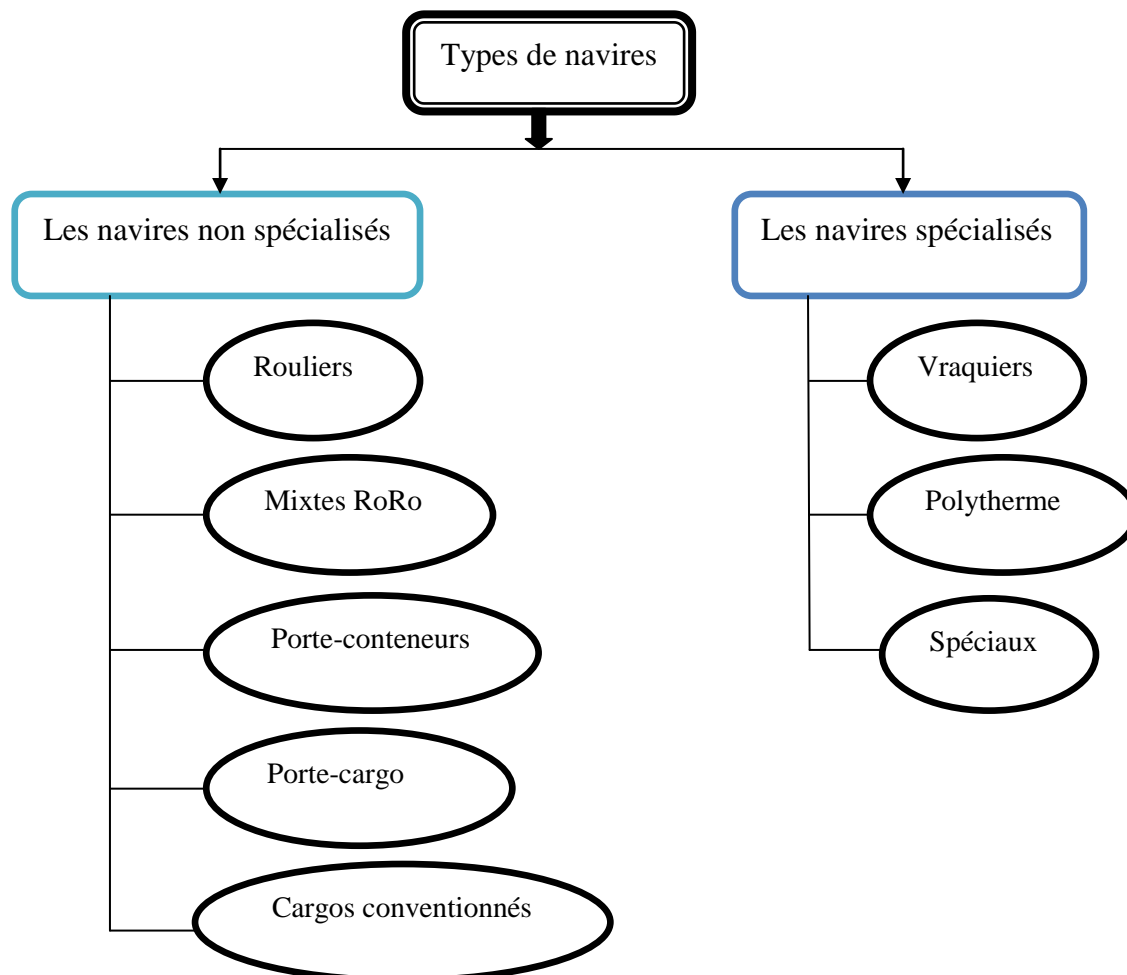 Types de navires
Les navires non spécialisés
Les navires spécialisés
Rouliers
Vraquiers
Mixtes RoRo
Polytherme
Porte-conteneurs
Spéciaux
Porte-cargo
Cargos conventionnés